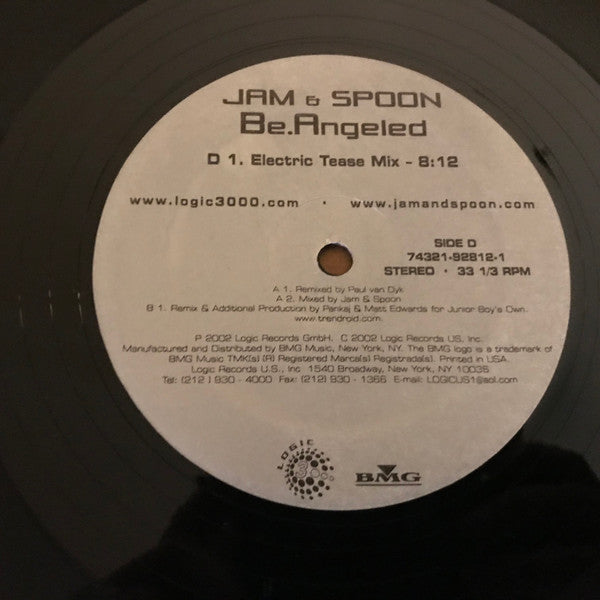 JAM & SPOON
Be.Angeled
D 1. Electric Tease Mix - 8:12
www.logic3000.com · www.jamandspoon.com
SIDE D
74321-92812-1
STEREO · 33 1/3 RPM
A 1. Remixed by Paul van Dyk
A 2. Mixed by Jam & Spoon
B 1. Remix & Additional Production by Pankaj & Matt Edwards for Junior Boy's Own.
www.trendroid.com.
P 2002 Logic Records GmbH. C 2002 Logic Records US, Inc.
Manufactured and Distributed by BMG Music, New York, NY. The BMG logo is a trademark of
BMG Music TMK(s) (R) Registered Marca(s) Registrada(s). Printed in USA.
Logic Records U.S., Inc 1540 Broadway, New York, NY 10036
Tel: (212) 930 - 4000 Fax: (212) 930 - 1366 E-mail: LOGICUS1@aol.com
LOGIC
3000
BMG